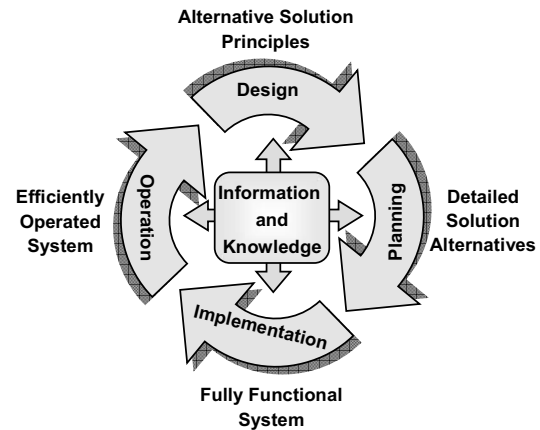 Alternative Solution
Principles
Design
Operation
Information
and
Knowledge
Planning
Efficiently
Operated
System
Detailed
Solution
Alternatives
Implementation
Fully Functional
System